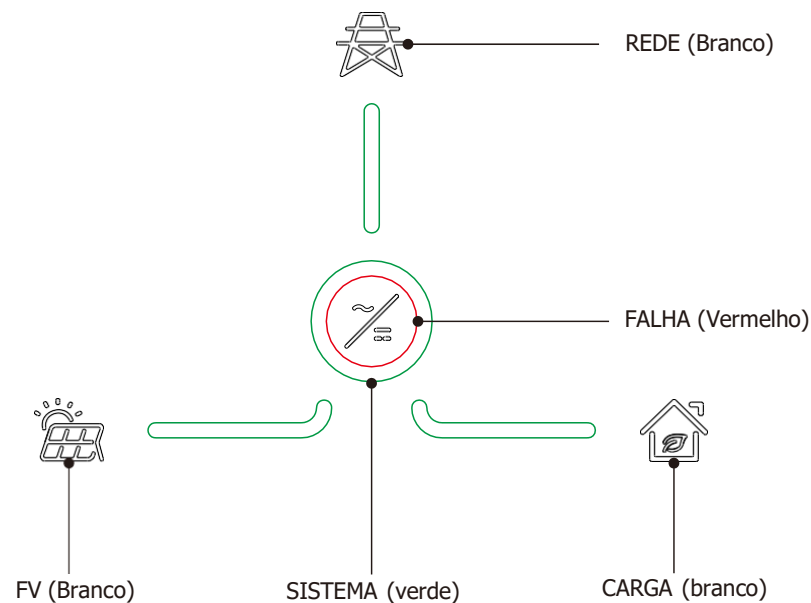 REDE (Branco)
FALHA (Vermelho)
FV (Branco)
SISTEMA (verde)
CARGA (branco)